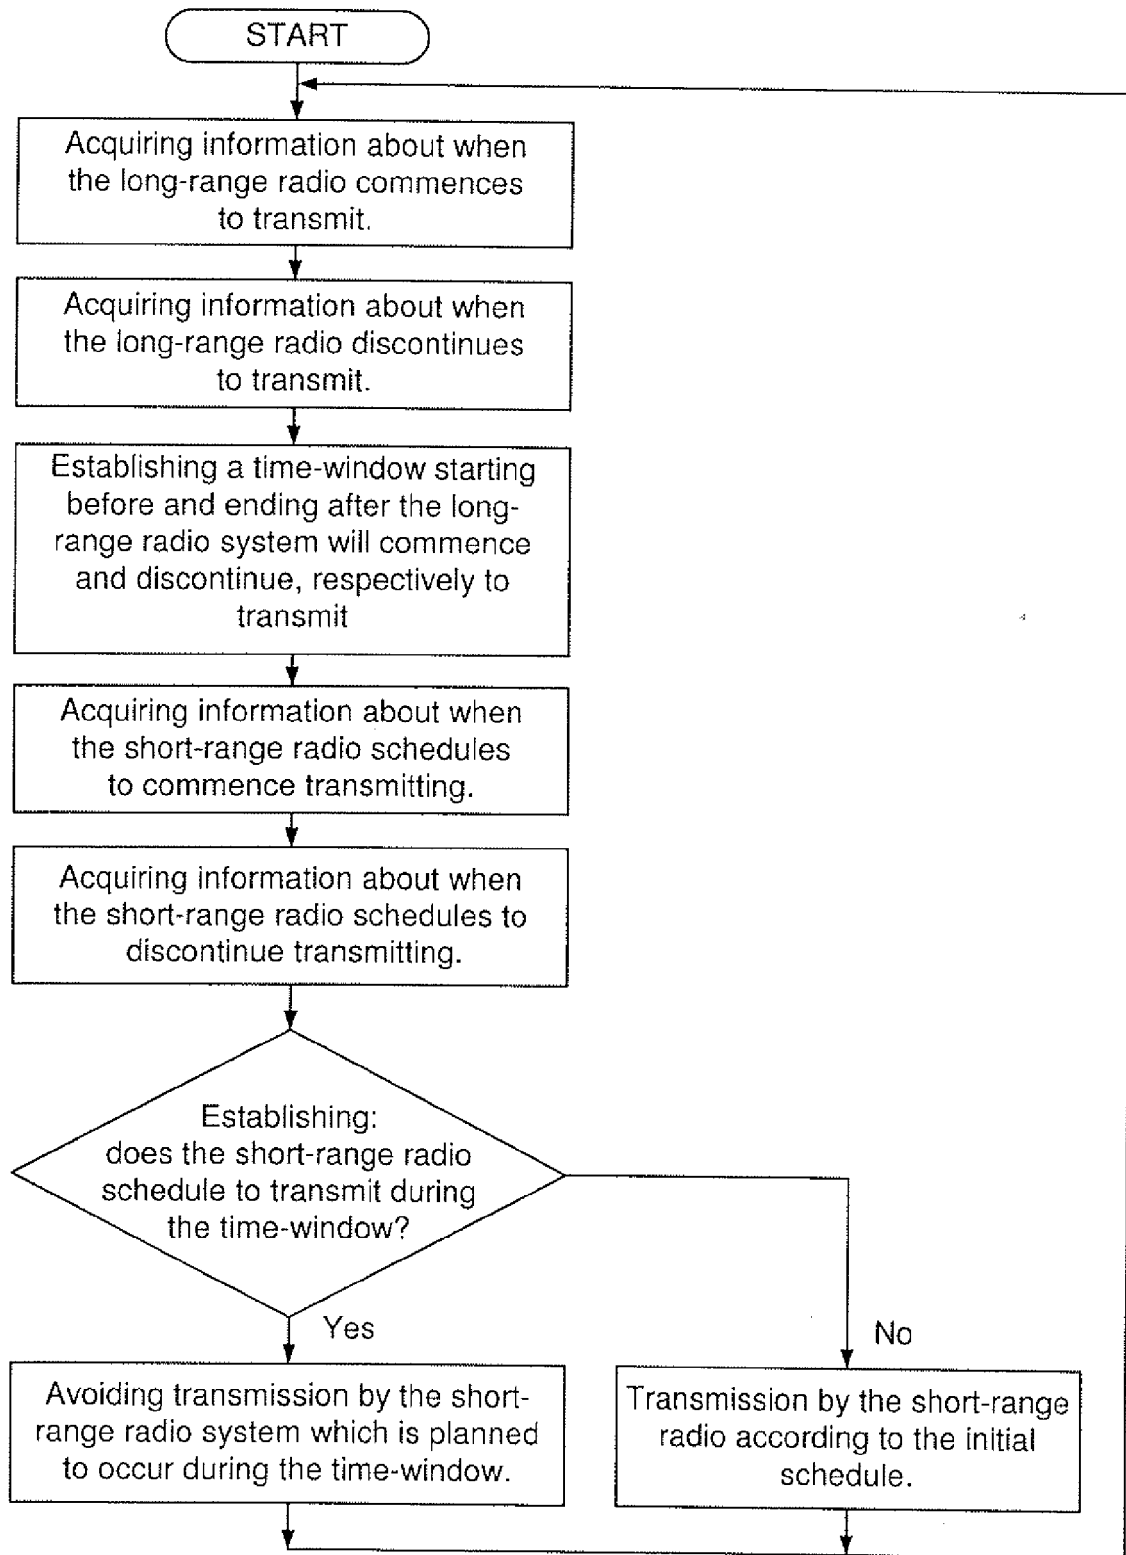 START
Acquiring information about when
the long-range radio commences
to transmit.
Acquiring information about when
the long-range radio discontinues
to transmit.
Establishing a time-window starting
before and ending after the long-
range radio system will commence
and discontinue, respectively to
transmit
Acquiring information about when
the short-range radio schedules
to commence transmitting.
Acquiring information about when
the short-range radio schedules to
discontinue transmitting.
Establishing:
does the short-range radio
schedule to transmit during
the time-window?
Yes
No
Avoiding transmission by the short-
range radio system which is planned
to occur during the time-window.
Transmission by the short-range
radio according to the initial
schedule.